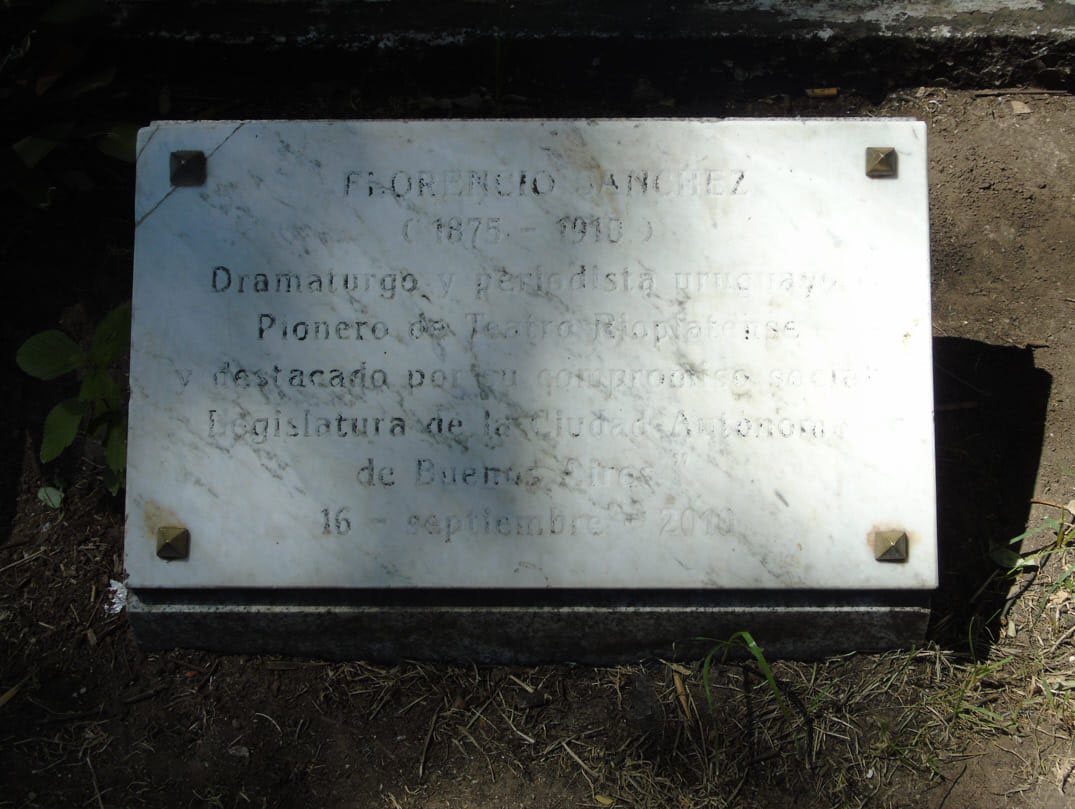 FLORENCIO SANCHEZ
( 1875 - 1910 )
Dramaturgo y periodista uruguayo.
Pionero de Teatro Rioplatense
y destacado por su compromiso social
Legislatura de la Ciudad Autónoma
de Buenos Aires
16 - septiembre - 2010